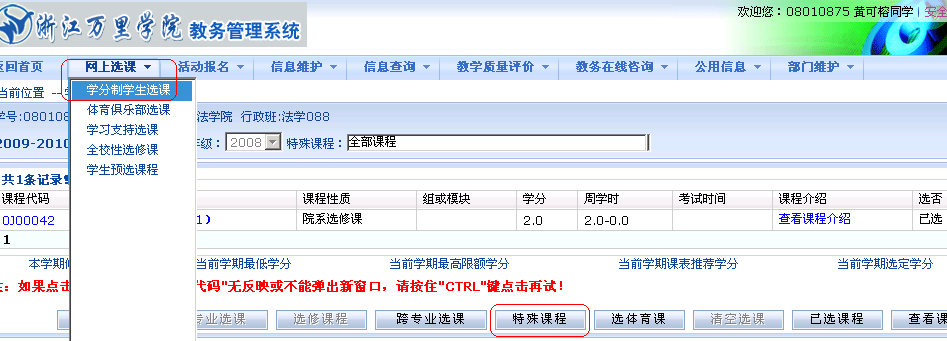 浙江万里学院 教务管理系统
欢迎您：08010875 黄可榕同学 | 安全
返回首页 网上选课 活动报名 信息维护 信息查询 教学质量评价 教务在线咨询 公用信息 部门维护
当前位置 --
学分制学生选课
体育俱乐部选课
学习支持选课
全校性选修课
学生预选课程
学号:08010 法学院 行政班:法学088
2009-2010 年级： 2008 特殊课程： 全部课程
共1条记录
课程代码 课程性质 组或模块 学分 周学时 考试时间 课程介绍 选否
0J00042 1) 院系选修课 2.0 2.0-0.0 查看课程介绍 已选
1
本学期 当前学期最低学分 当前学期最高限额学分 当前学期课表推荐学分 当前学期选定学分
注：如果点击 代码"无反映或不能弹出新窗口，请按住"CTRL"键点击再试！
专业选课 选修课程 跨专业选课 特殊课程 选体育课 清空选课 已选课程 查看课